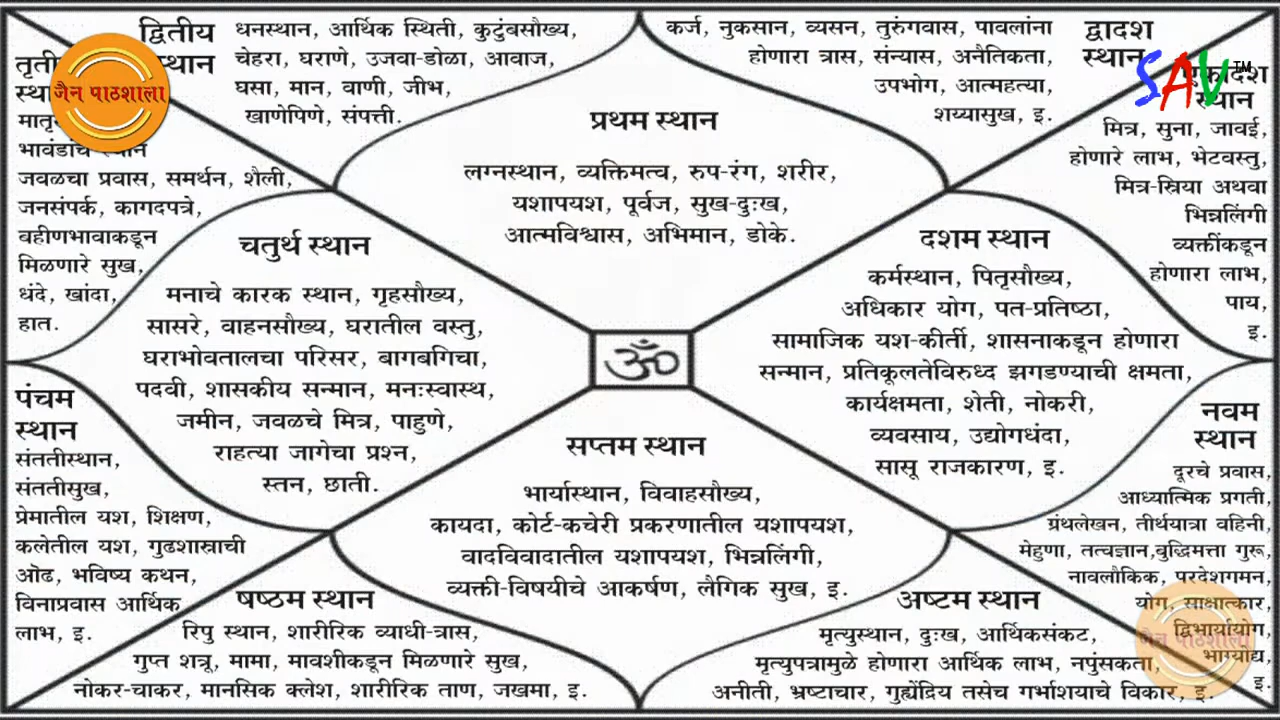 द्वितीय
स्थान
धनस्थान, आर्थिक स्थिती, कुटुंबसौख्य,
चेहरा, घराणे, उजवा-डोळा, आवाज,
घसा, मान, वाणी, जीभ,
खाणेपिणे, संपत्ती.
कर्ज, नुकसान, व्यसन, तुरुंगवास, पावलांना
होणारा त्रास, संन्यास, अनैतिकता,
उपभोग, आत्महत्या,
शय्यासुख, इ.
द्वादश
स्थान
SAV™
जैन पाठशाला
भावंडांचे स्थान
जवळचा प्रवास, समर्थन, शैली,
जनसंपर्क, कागदपत्रे,
बहीणभावाकडून
मिळणारे सुख,
धंदे, खांदा,
हात.
प्रथम स्थान
लग्नस्थान, व्यक्तिमत्व, रुप-रंग, शरीर,
यशापयश, पूर्वज, सुख-दुःख,
आत्मविश्वास, अभिमान, डोके.
एकादश
स्थान
मित्र, सुना, जावई,
होणारे लाभ, भेटवस्तु,
मित्र-स्त्रिया अथवा
भिन्नलिंगी
व्यक्तींकडून
होणारा लाभ,
पाय,
इ.
चतुर्थ स्थान
मनाचे कारक स्थान, गृहसौख्य,
सासरे, वाहनसौख्य, घरातील वस्तु,
घराभोवतालचा परिसर, बागबगिचा,
पदवी, शासकीय सन्मान, मनःस्वास्थ,
जमीन, जवळचे मित्र, पाहुणे,
राहत्या जागेचा प्रश्न,
स्तन, छाती.
ॐ
दशम स्थान
कर्मस्थान, पितृसौख्य,
अधिकार योग, पत-प्रतिष्ठा,
सामाजिक यश-कीर्ती, शासनाकडून होणारा
सन्मान, प्रतिकूलतेविरुध्द झगडण्याची क्षमता,
कार्यक्षमता, शेती, नोकरी,
व्यवसाय, उद्योगधंदा,
सासू राजकारण, इ.
पंचम
स्थान
संततीस्थान,
संततीसुख,
प्रेमातील यश, शिक्षण,
कलेतील यश, गुढशास्त्राची
ओढ, भविष्य कथन,
विनाप्रवास आर्थिक
लाभ, इ.
सप्तम स्थान
भार्यास्थान, विवाहसौख्य,
कायदा, कोर्ट-कचेरी प्रकरणातील यशापयश,
वादविवादातील यशापयश, भिन्नलिंगी,
व्यक्ती-विषयीचे आकर्षण, लैगिक सुख, इ.
नवम
स्थान
दूरचे प्रवास,
आध्यात्मिक प्रगती,
ग्रंथलेखन, तीर्थयात्रा वहिनी,
मेहुणा, तत्वज्ञान,बुद्धिमत्ता गुरू,
नावलौकिक, परदेशगमन,
योग, साक्षात्कार,
द्विभार्यायोग,
भाग्योद्य,
इ.
षष्ठम स्थान
रिपु स्थान, शारीरिक व्याधी-त्रास,
गुप्त शत्रू, मामा, मावशीकडून मिळणारे सुख,
नोकर-चाकर, मानसिक क्लेश, शारीरिक ताण, जखमा, इ.
अष्टम स्थान
मृत्युस्थान, दुःख, आर्थिकसंकट,
मृत्युपत्रामुळे होणारा आर्थिक लाभ, नपुंसकता,
अनीती, भ्रष्टाचार, गुह्येंद्रिय तसेच गर्भाशयाचे विकार, इ.
जैन पाठशाला